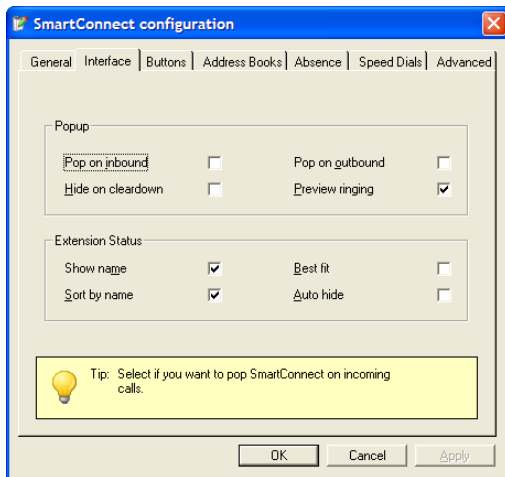 SmartConnect configuration
General Interface Buttons Address Books Absence Speed Dials Advanced
Popup
Pop on inbound Pop on outbound
Hide on cleardown Preview ringing
Extension Status
Show name Best fit
Sort by name Auto hide
Tip: Select if you want to pop SmartConnect on incoming
calls.
OK Cancel Apply